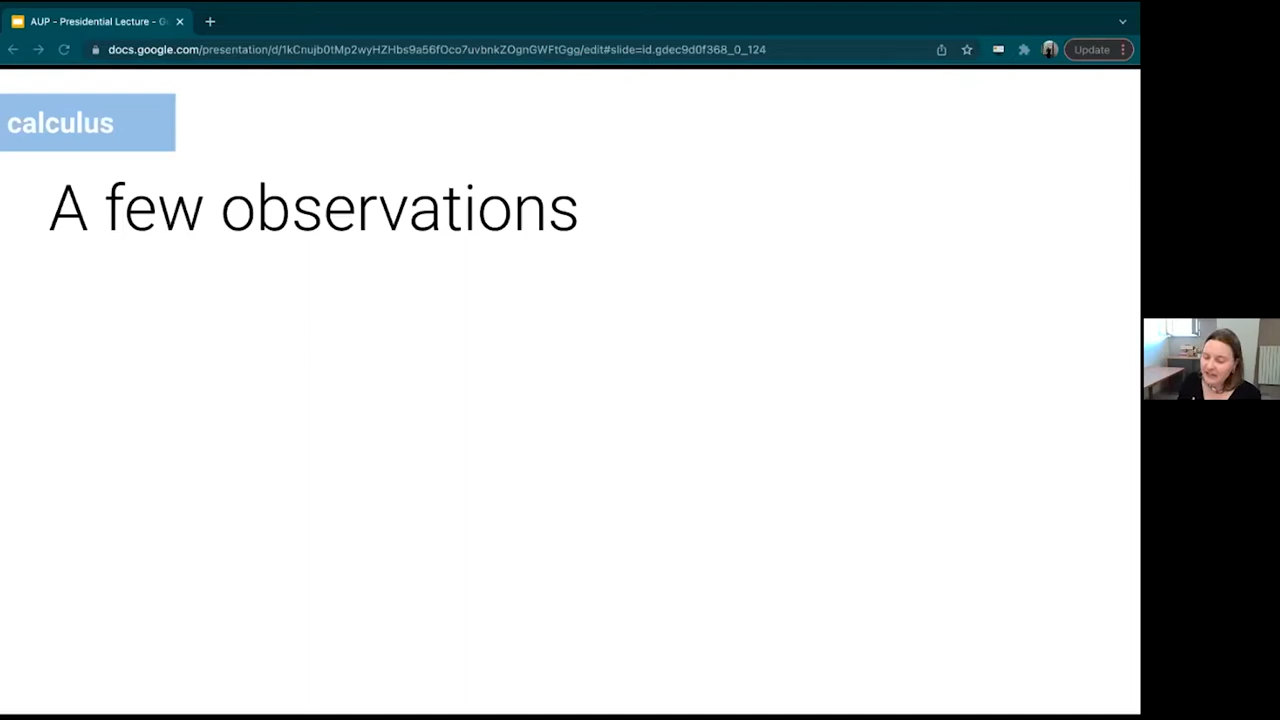 AUP - Presidential Lecture - G
docs.google.com/presentation/d/1kCnujb0tMp2wyHZHbs9a56fOco7uvbnkZOgnGWFtGgg/edit#slide=id.gdec9d0f368_0_124
Update
calculus
A few observations